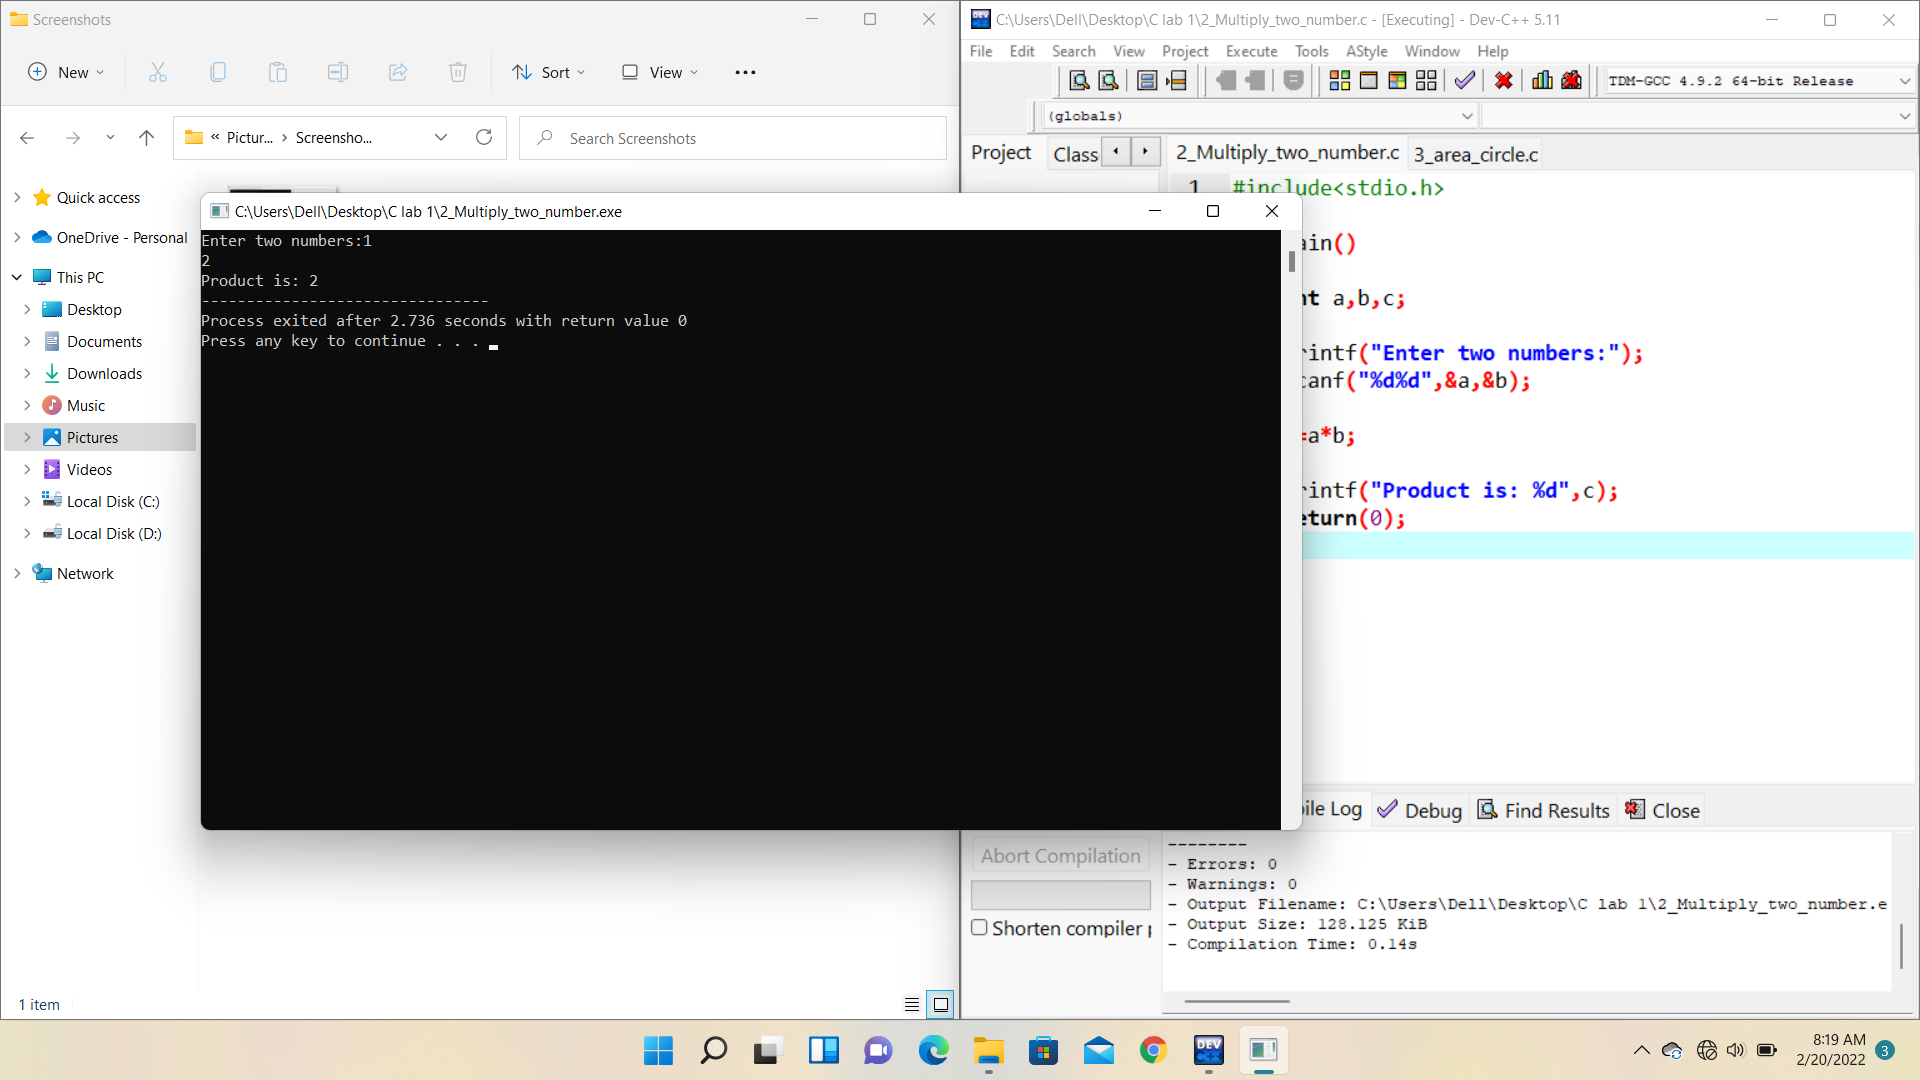 Screenshots
New
Sort
View
« Pictur... > Screensho...
Search Screenshots
Quick access
OneDrive - Personal
This PC
Desktop
Documents
Downloads
Music
Pictures
Videos
Local Disk (C:)
Local Disk (D:)
Network
1 item
C:\Users\Dell\Desktop\C lab 1\2_Multiply_two_number.exe
Enter two numbers:1
2
Product is: 2
--------------------------------
Process exited after 2.736 seconds with return value 0
Press any key to continue . . .
C:\Users\Dell\Desktop\C lab 1\2_Multiply_two_number.c - [Executing] - Dev-C++ 5.11
File Edit Search View Project Execute Tools AStyle Window Help
TDM-GCC 4.9.2 64-bit Release
(globals)
Project Class 2_Multiply_two_number.c 3_area_circle.c
1 #include<stdio.h>
ain()
nt a,b,c;
rintf("Enter two numbers:");
canf("%d%d",&a,&b);
=a*b;
rintf("Product is: %d",c);
eturn(0);
ile Log Debug Find Results Close
Abort Compilation
Shorten compiler p
--------
- Errors: 0
- Warnings: 0
- Output Filename: C:\Users\Dell\Desktop\C lab 1\2_Multiply_two_number.e
- Output Size: 128.125 KiB
- Compilation Time: 0.14s
DEV C++
8:19 AM
2/20/2022
3